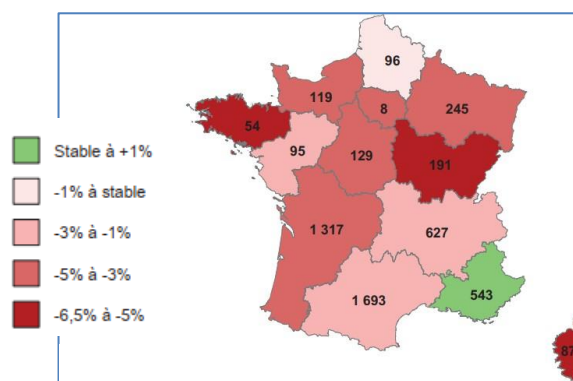 96
119
8
245
54
95
129
191
1 317
627
1 693
543
87
Stable à +1%
-1% à stable
-3% à -1%
-5% à -3%
-6,5% à -5%